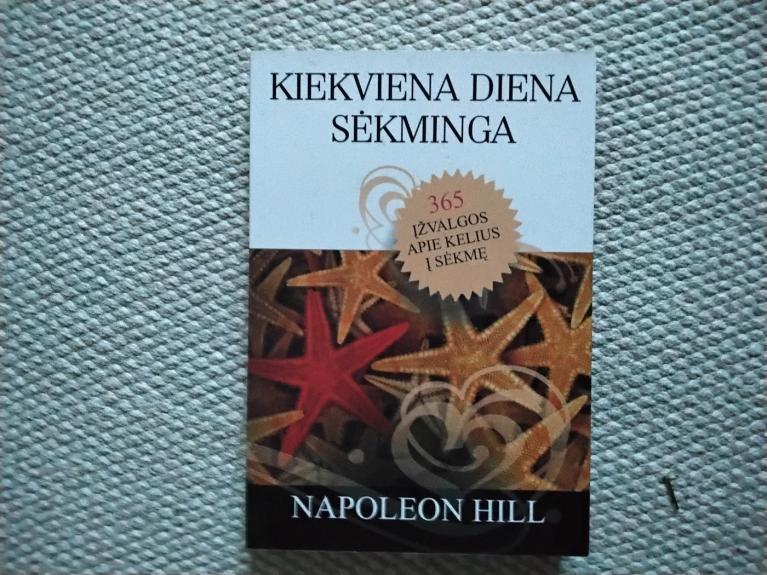 KIEKVIENA DIENA
SĖKMINGA
365
ĮŽVALGOS
APIE KELIUS
Į SĖKMĘ
NAPOLEON HILL